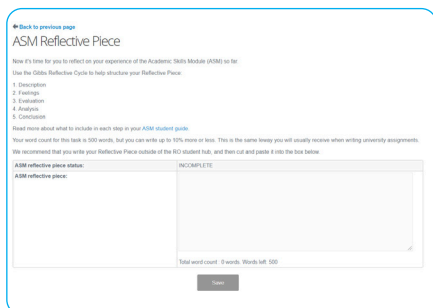 Back to previous page
ASM Reflective Piece
Now it's time for you to reflect on your experience of the Academic Skills Module (ASM) so far.
Use the Gibbs Reflective Cycle to help structure your Reflective Piece:
1. Description
2. Feelings
3. Evaluation
4. Analysis
5. Conclusion
Read more about what to include in each step in your ASM student guide.
Your word count for this task is 500 words, but you can write up to 10% more or less. This is the same leeway you will usually receive when writing university assignments.
We recommend that you write your Reflective Piece outside of the RO student hub, and then cut and paste it into the box below.
ASM reflective piece status: INCOMPLETE
ASM reflective piece:
Total word count : 0 words. Words left: 500
Save